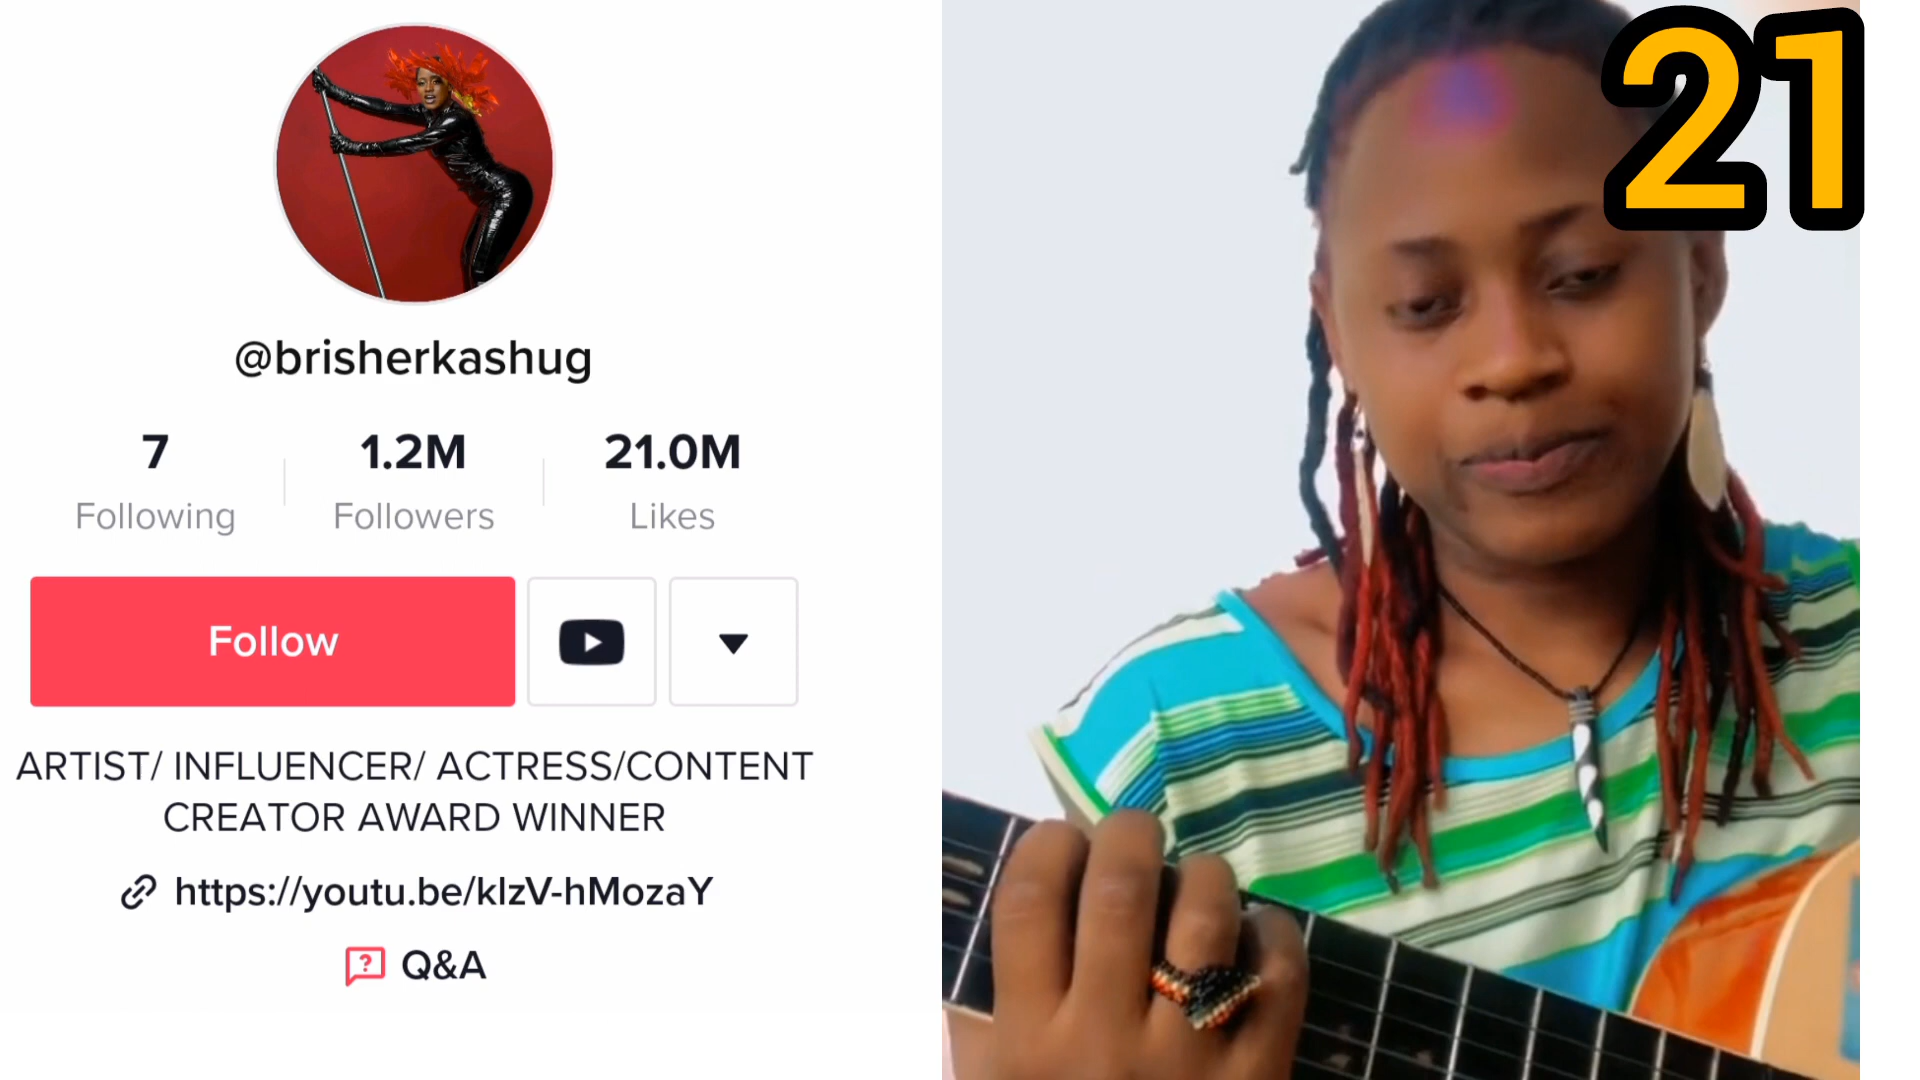 21
@brisherkashug
7 1.2M 21.0M
Following Followers Likes
Follow
ARTIST/ INFLUENCER/ ACTRESS/CONTENT
CREATOR AWARD WINNER
https://youtu.be/klzV-hMozaY
Q&A